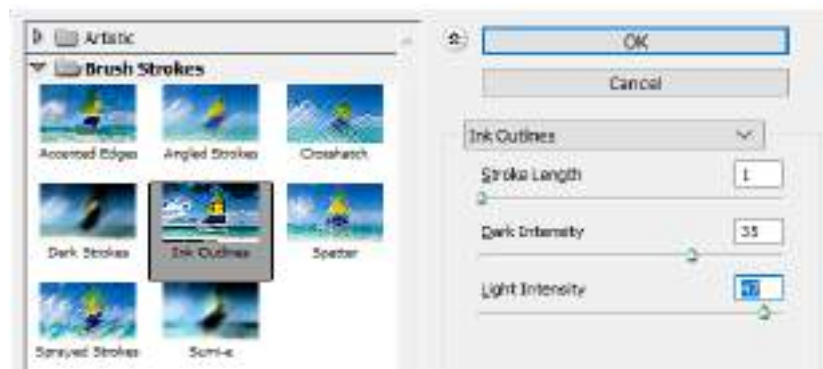 Artistic
Brush Strokes
Accented Edges
Angled Strokes
Crosshatch
Dark Strokes
Ink Outlines
Spatter
Sprayed Strokes
Sumi-e
OK
Cancel
Ink Outlines
Stroke Length
1
Dark Intensity
35
Light Intensity
47